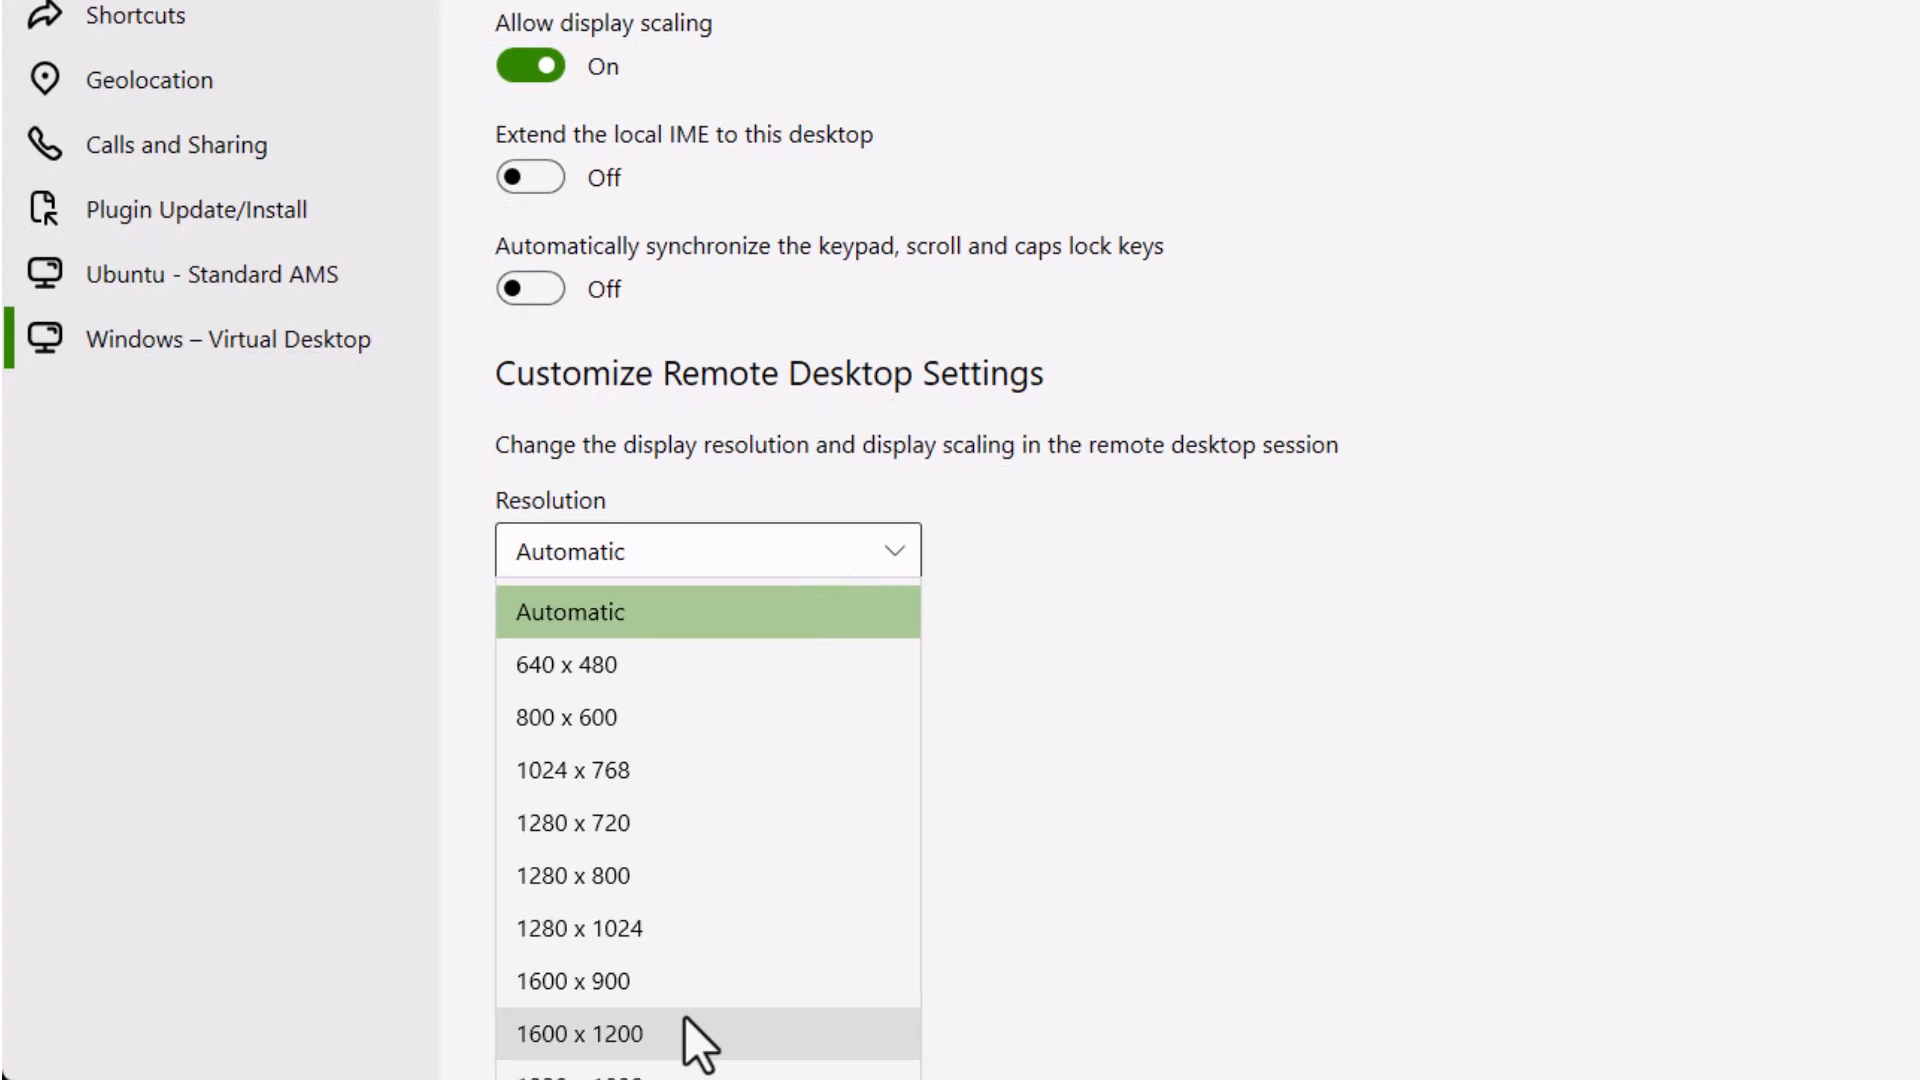 Shortcuts
Geolocation
Calls and Sharing
Plugin Update/Install
Ubuntu - Standard AMS
Windows – Virtual Desktop
Allow display scaling
On
Extend the local IME to this desktop
Off
Automatically synchronize the keypad, scroll and caps lock keys
Off
Customize Remote Desktop Settings
Change the display resolution and display scaling in the remote desktop session
Resolution
Automatic
Automatic
640 x 480
800 x 600
1024 x 768
1280 x 720
1280 x 800
1280 x 1024
1600 x 900
1600 x 1200